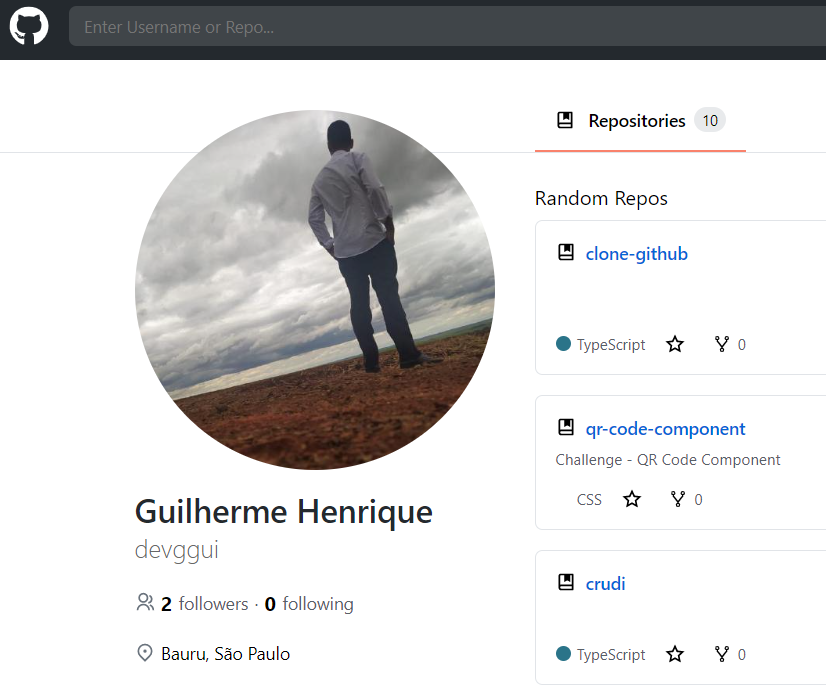 Enter Username or Repo...
Repositories 10
Random Repos
clone-github
TypeScript 0
qr-code-component
Challenge - QR Code Component
CSS 0
crudi
TypeScript 0
Guilherme Henrique
devggui
2 followers · 0 following
Bauru, São Paulo